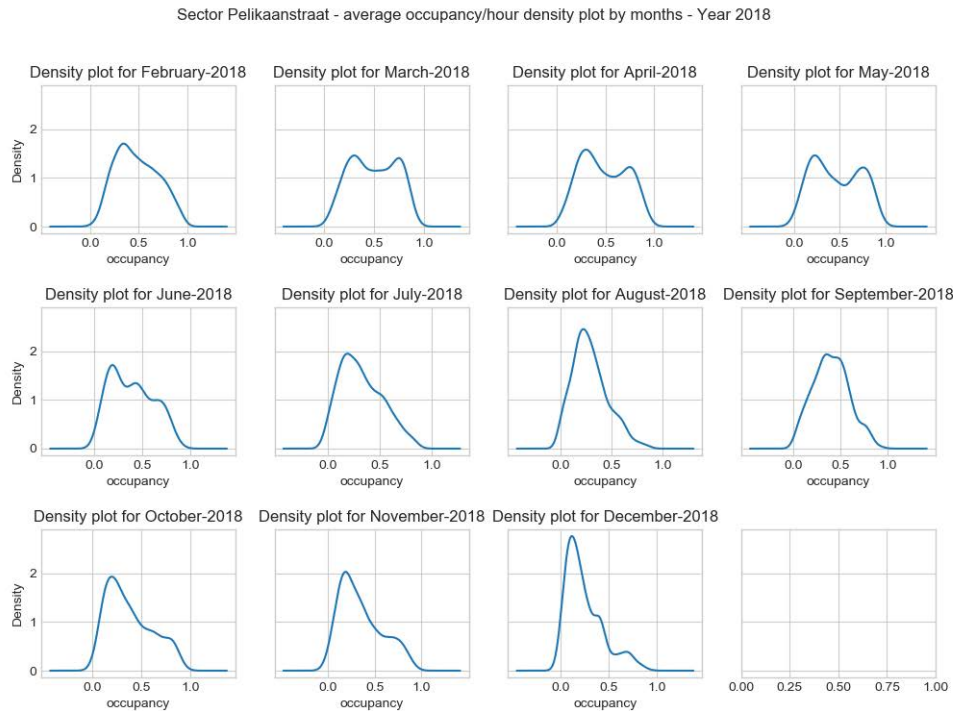 Sector Pelikaanstraat - average occupancy/hour density plot by months - Year 2018
Density plot for February-2018 Density plot for March-2018 Density plot for April-2018 Density plot for May-2018
2
1
0
Density
0.0 0.5 1.0 0.0 0.5 1.0 0.0 0.5 1.0 0.0 0.5 1.0
occupancy occupancy occupancy occupancy
Density plot for June-2018 Density plot for July-2018 Density plot for August-2018 Density plot for September-2018
2
1
0
Density
0.0 0.5 1.0 0.0 0.5 1.0 0.0 0.5 1.0 0.0 0.5 1.0
occupancy occupancy occupancy occupancy
Density plot for October-2018 Density plot for November-2018 Density plot for December-2018
2
1
0
Density
0.0 0.5 1.0 0.0 0.5 1.0 0.0 0.5 1.0 0.00 0.25 0.50 0.75 1.00
occupancy occupancy occupancy